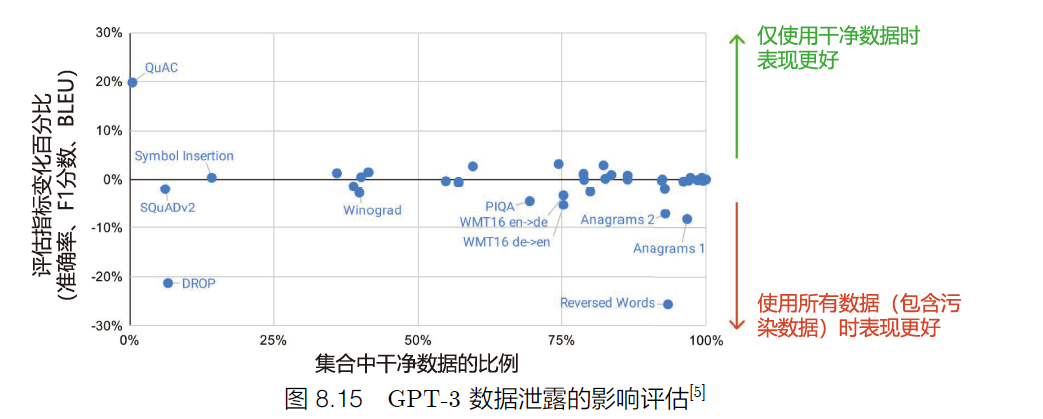 30%
20%
10%
0%
-10%
-20%
-30%
评估指标变化百分比
(准确率、F1分数、BLEU)
QuAC
Symbol Insertion
SQuADv2
DROP
Winograd
PIQA
WMT16 en->de
WMT16 de->en
Anagrams 2
Anagrams 1
Reversed Words
0%
25%
50%
75%
100%
集合中干净数据的比例
仅使用干净数据时
表现更好
使用所有数据（包含污
染数据）时表现更好
图 8.15 GPT-3 数据泄露的影响评估[5]